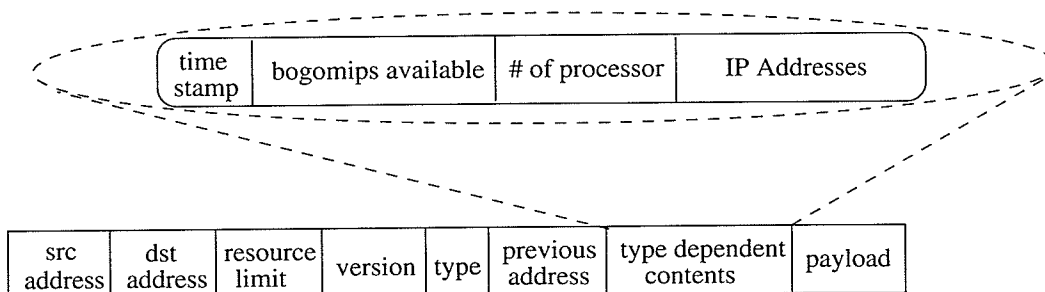 time
stamp
bogomips available
# of processor
IP Addresses
src
address
dst
address
resource
limit
version
type
previous
address
type dependent
contents
payload